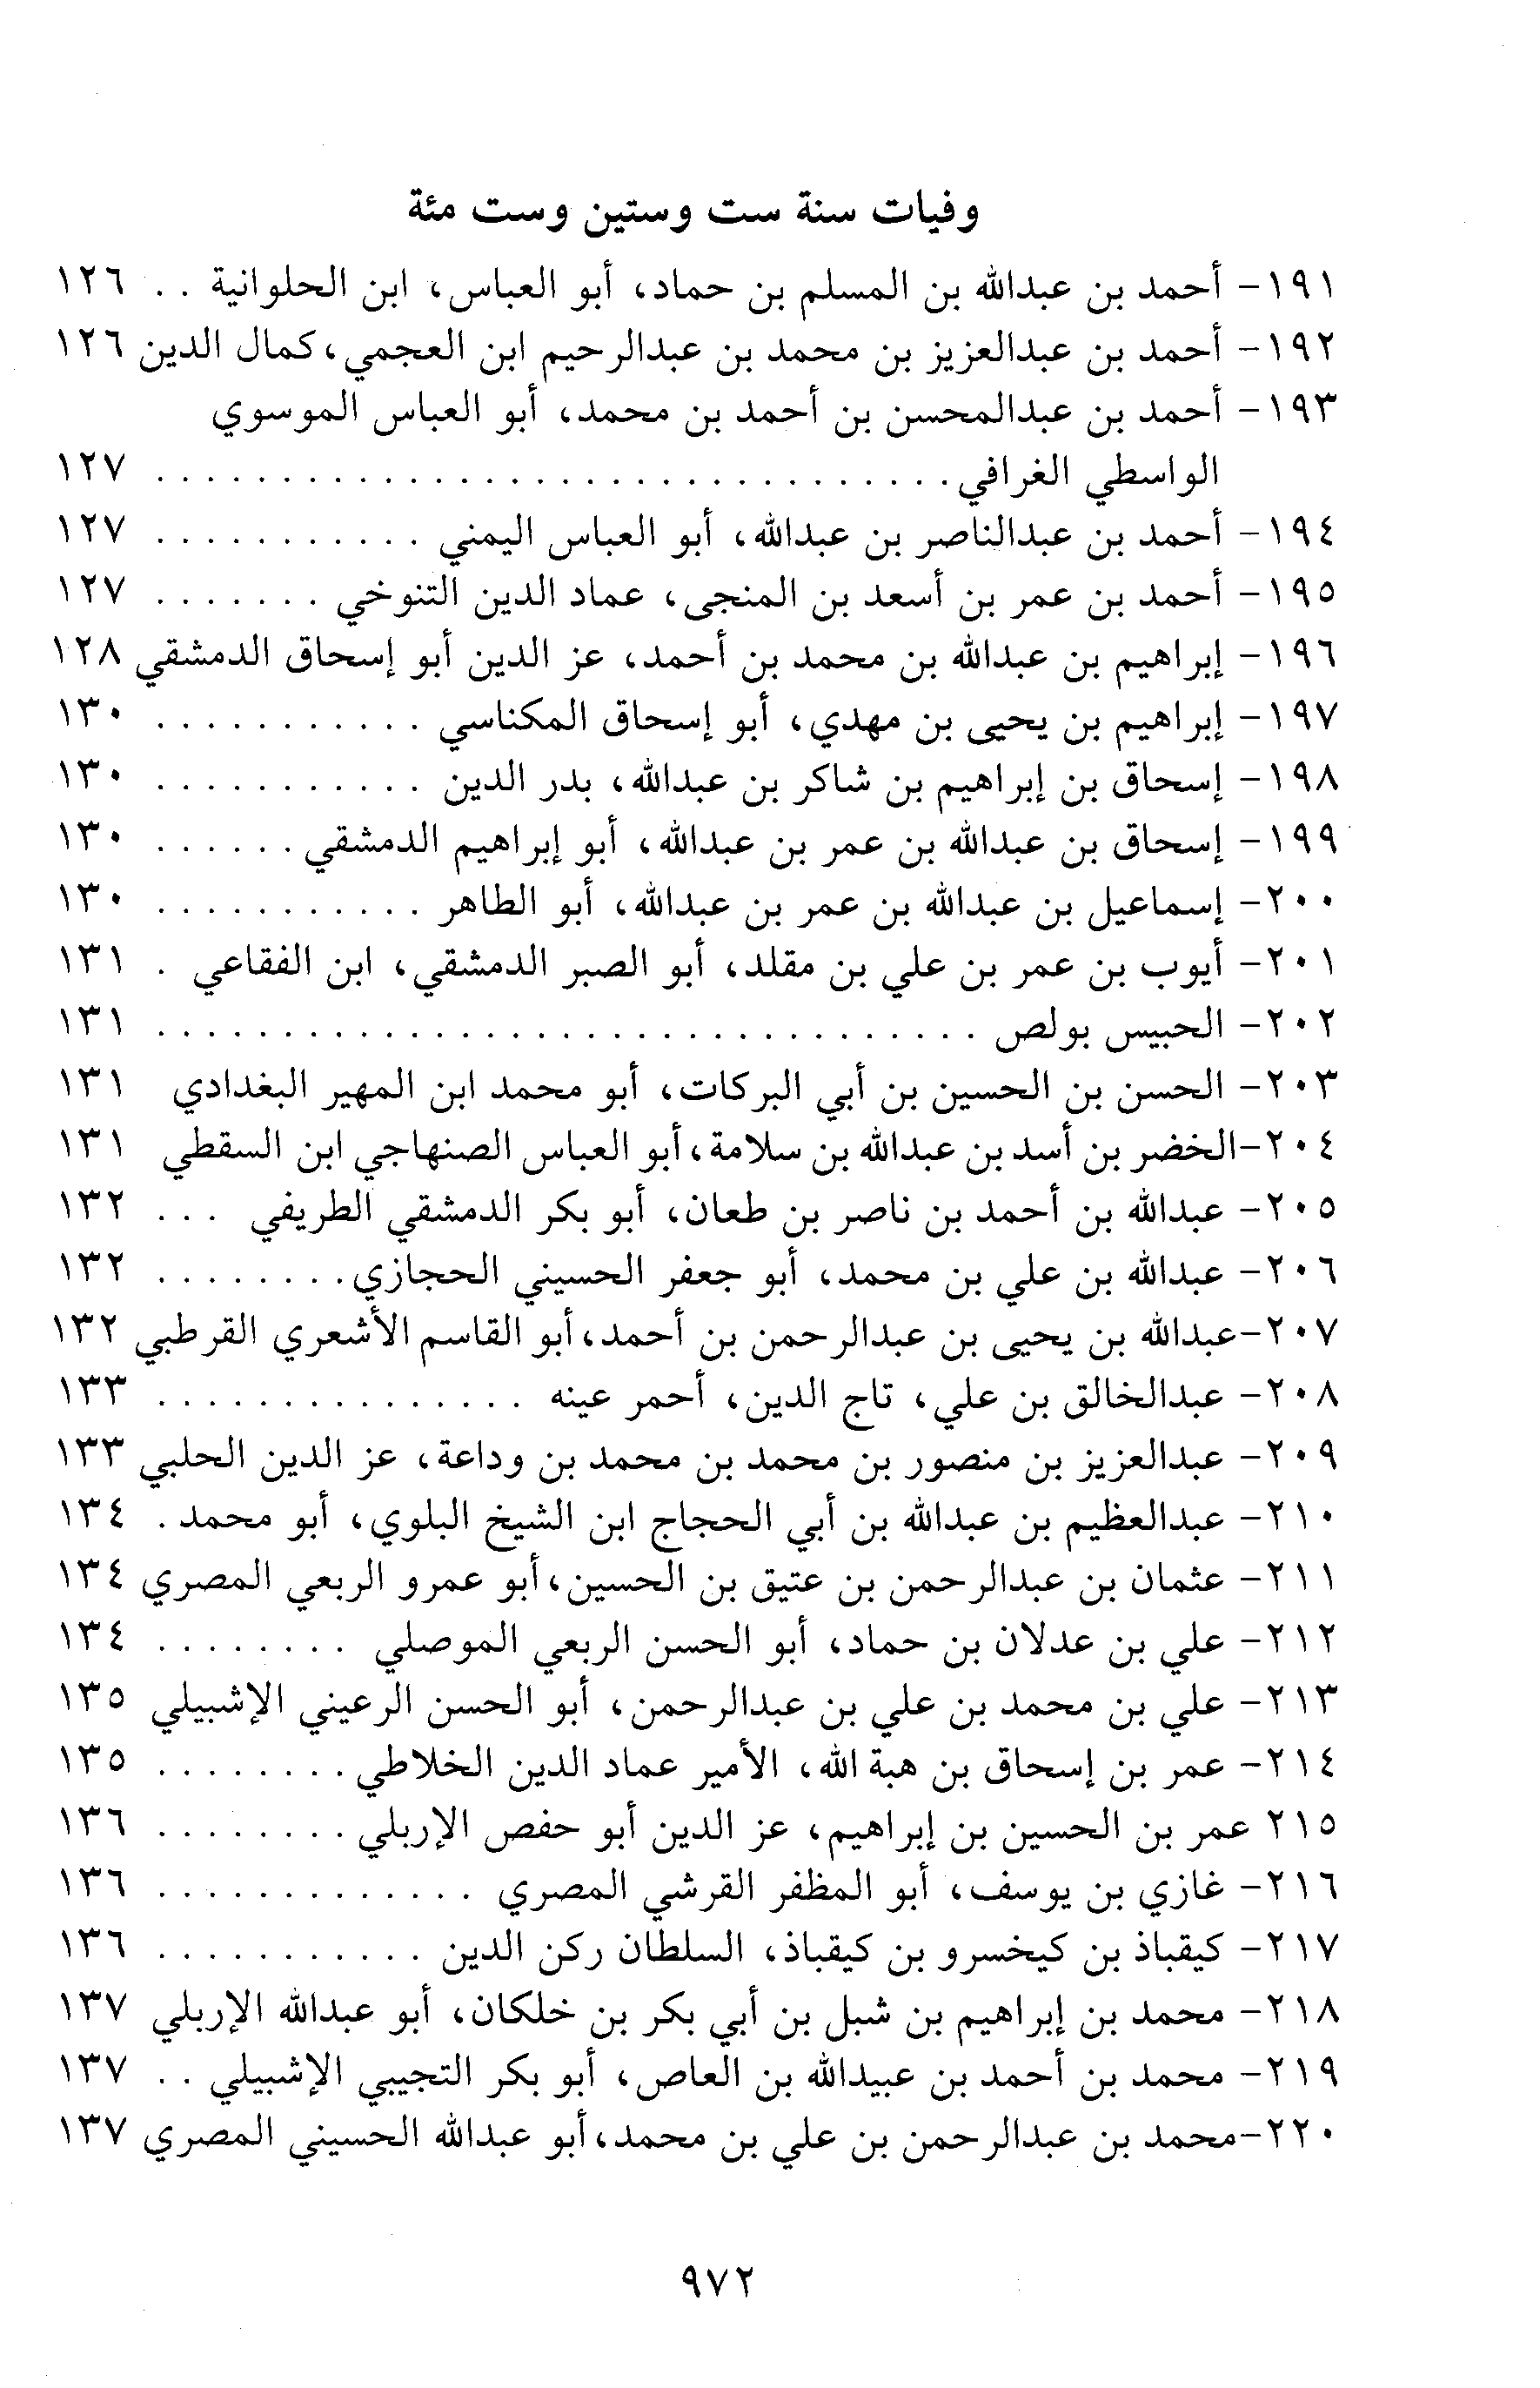 وفيات سنة ست وستين وست مئة
١٩١- أحمد بن عبدالله بن المسلم بن حماد، أبو العباس، ابن الحلوانية . . ١٢٦
١٩٢- أحمد بن عبدالعزيز بن محمد بن عبدالرحيم ابن العجمي، كمال الدين ١٢٦
١٩٣- أحمد بن عبدالمحسن بن أحمد بن محمد، أبو العباس الموسوي
الواسطي الغرافي . . . . . . . . . . . . . . . . . . . . . . . . . . . . . . . . ١٢٧
١٩٤- أحمد بن عبدالناصر بن عبدالله، أبو العباس اليمني . . . . . . . . . . . ١٢٧
١٩٥- أحمد بن عمر بن أسعد بن المنجى، عماد الدين التنوخي . . . . . . . ١٢٧
١٩٦- إبراهيم بن عبدالله بن محمد بن أحمد، عز الدين أبو إسحاق الدمشقي ١٢٨
١٩٧- إبراهيم بن يحيى بن مهدي، أبو إسحاق المكناسي . . . . . . . . . . . ١٣٠
١٩٨- إسحاق بن إبراهيم بن شاكر بن عبدالله، بدر الدين . . . . . . . . . . . ١٣٠
١٩٩- إسحاق بن عبدالله بن عمر بن عبدالله، أبو إبراهيم الدمشقي . . . . . . ١٣٠
٢٠٠- إسماعيل بن عبدالله بن عمر بن عبدالله، أبو الطاهر . . . . . . . . . . . ١٣٠
٢٠١- أيوب بن عمر بن علي بن مقلد، أبو الصبر الدمشقي، ابن الفقاعي . ١٣١
٢٠٢- الحبيس بولص . . . . . . . . . . . . . . . . . . . . . . . . . . . . . . . . . ١٣١
٢٠٣- الحسن بن الحسين بن أبي البركات، أبو محمد ابن المهير البغدادي ١٣١
٢٠٤-الخضر بن أسد بن عبدالله بن سلامة، أبو العباس الصنهاجي ابن السقطي ١٣١
٢٠٥- عبدالله بن أحمد بن ناصر بن طعان، أبو بكر الدمشقي الطريفي . . . ١٣٢
٢٠٦- عبدالله بن علي بن محمد، أبو جعفر الحسيني الحجازي. . . . . . . . ١٣٢
٢٠٧-عبدالله بن يحيى بن عبدالرحمن بن أحمد، أبو القاسم الأشعري القرطبي ١٣٢
٢٠٨- عبدالخالق بن علي، تاج الدين، أحمر عينه . . . . . . . . . . . . . . . ١٣٣
٢٠٩- عبدالعزيز بن منصور بن محمد بن محمد بن وداعة، عز الدين الحلبي ١٣٣
٢١٠- عبدالعظيم بن عبدالله بن أبي الحجاج ابن الشيخ البلوي، أبو محمد . ١٣٤
٢١١- عثمان بن عبدالرحمن بن عتيق بن الحسين، أبو عمرو الربعي المصري ١٣٤
٢١٢- علي بن عدلان بن حماد، أبو الحسن الربعي الموصلي . . . . . . . . ١٣٤
٢١٣- علي بن محمد بن علي بن عبدالرحمن، أبو الحسن الرعيني الإشبيلي ١٣٥
٢١٤- عمر بن إسحاق بن هبة الله، الأمير عماد الدين الخلاطي. . . . . . . . ١٣٥
٢١٥ عمر بن الحسين بن إبراهيم، عز الدين أبو حفص الإربلي. . . . . . . . ١٣٦
٢١٦- غازي بن يوسف، أبو المظفر القرشي المصري . . . . . . . . . . . . . ١٣٦
٢١٧- كيقباذ بن كيخسرو بن كيقباذ، السلطان ركن الدين . . . . . . . . . . . ١٣٦
٢١٨- محمد بن إبراهيم بن شبل بن أبي بكر بن خلكان، أبو عبدالله الإربلي ١٣٧
٢١٩- محمد بن أحمد بن عبيدالله بن العاص، أبو بكر التجيبي الإشبيلي . . ١٣٧
٢٢٠-محمد بن عبدالرحمن بن علي بن محمد، أبو عبدالله الحسيني المصري ١٣٧
٩٧٢